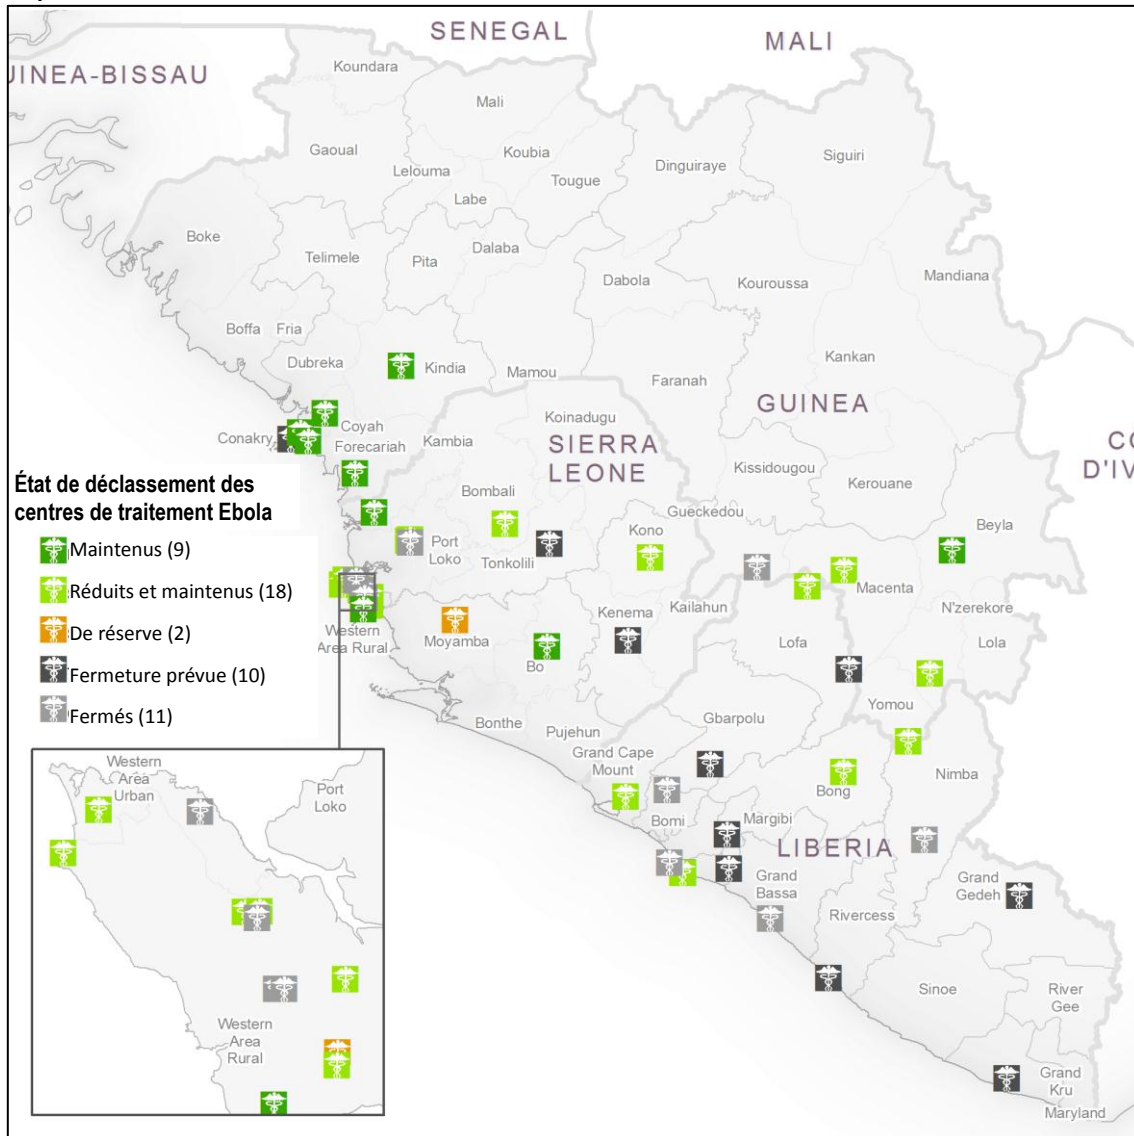 SENEGAL
MALI
UINEA-BISSAU
Koundara
Mali
Gaoual
Koubia
Lelouma
Tougue
Labe
Dinguiraye
Siguiri
Boke
Telimele
Pita
Dalaba
Dabola
Kouroussa
Mandiana
Boffa
Fria
Dubreka
Kindia
Mamou
Faranah
Kankan
GUINEA
Koinadugu
Conakry
Coyah
Forecariah
Kambia
SIERRA
LEONE
Kissidougou
Kerouane
CO
D'IV
État de déclassement des
centres de traitement Ebola
Maintenus (9)
Réduits et maintenus (18)
De réserve (2)
Fermeture prévue (10)
Fermés (11)
Bombali
Port
Loko
Tonkolili
Kono
Gueckedou
Beyla
Macenta
N'zerekore
Lola
Western
Area Rural
Moyamba
Bo
Kenema
Kailahun
Lofa
Yomou
Bonthe
Pujehun
Gbarpolu
Grand Cape
Mount
Nimba
Bong
Bomi
Margibi
LIBERIA
Grand
Bassa
Grand
Gedeh
Rivercess
Sinoe
River
Gee
Grand
Kru
Maryland
Western
Area
Urban
Port
Loko
Western
Area
Rural